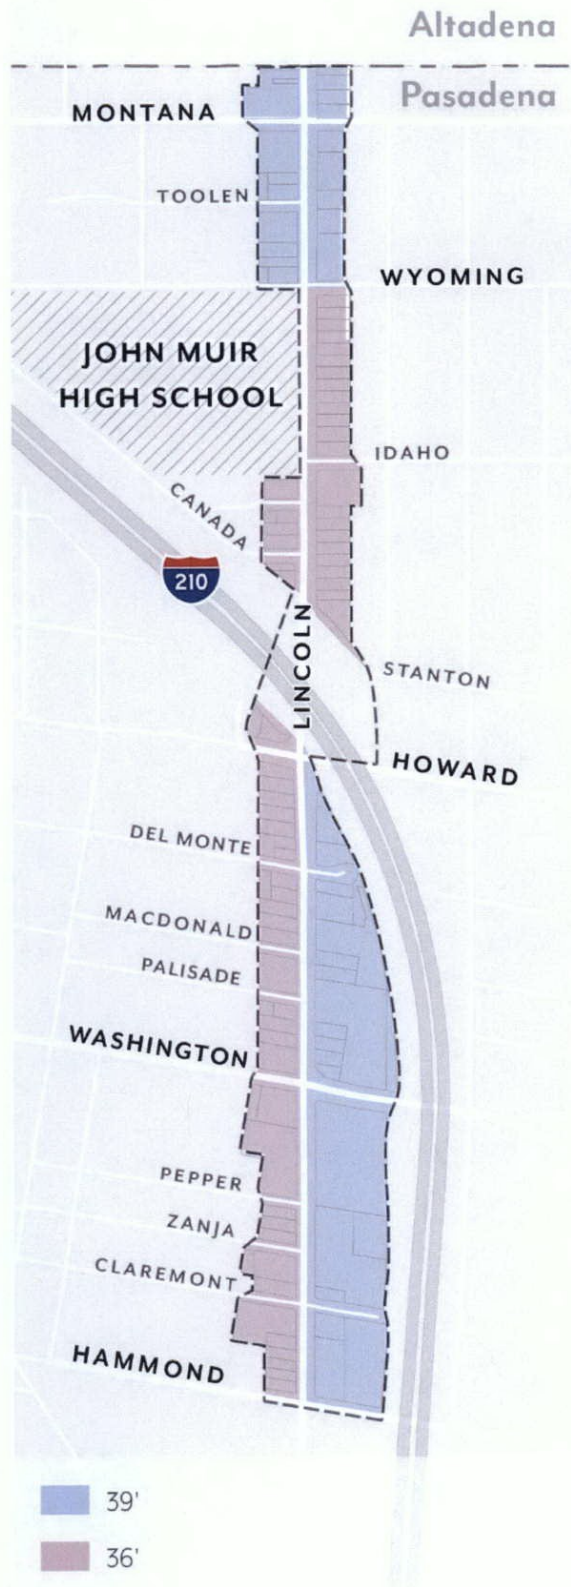 Altadena
Pasadena
MONTANA
TOOLEN
WYOMING
JOHN MUIR
HIGH SCHOOL
IDAHO
CANADA
210
LINCOLN
STANTON
HOWARD
DEL MONTE
MACDONALD
PALISADE
WASHINGTON
PEPPER
ZANJA
CLAREMONT
HAMMOND
39'
36'